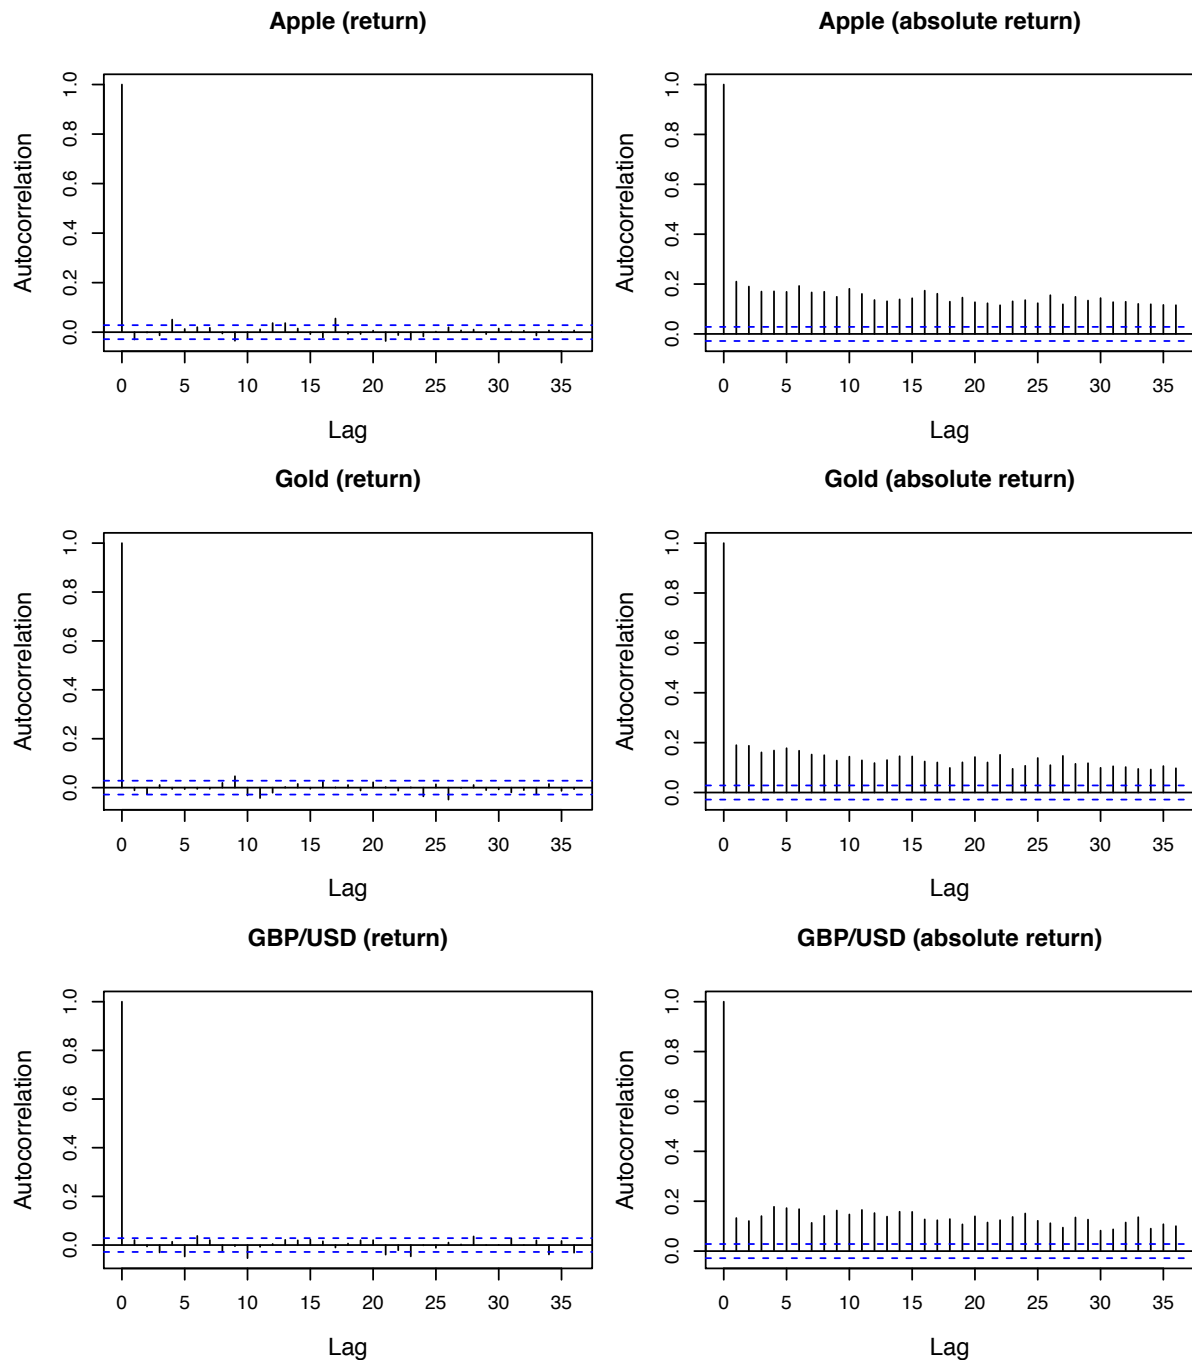 Apple (return)
Autocorrelation
1.0
0.8
0.6
0.4
0.2
0.0
0 5 10 15 20 25 30 35
Lag
Apple (absolute return)
Autocorrelation
1.0
0.8
0.6
0.4
0.2
0.0
0 5 10 15 20 25 30 35
Lag
Gold (return)
Autocorrelation
1.0
0.8
0.6
0.4
0.2
0.0
0 5 10 15 20 25 30 35
Lag
Gold (absolute return)
Autocorrelation
1.0
0.8
0.6
0.4
0.2
0.0
0 5 10 15 20 25 30 35
Lag
GBP/USD (return)
Autocorrelation
1.0
0.8
0.6
0.4
0.2
0.0
0 5 10 15 20 25 30 35
Lag
GBP/USD (absolute return)
Autocorrelation
1.0
0.8
0.6
0.4
0.2
0.0
0 5 10 15 20 25 30 35
Lag